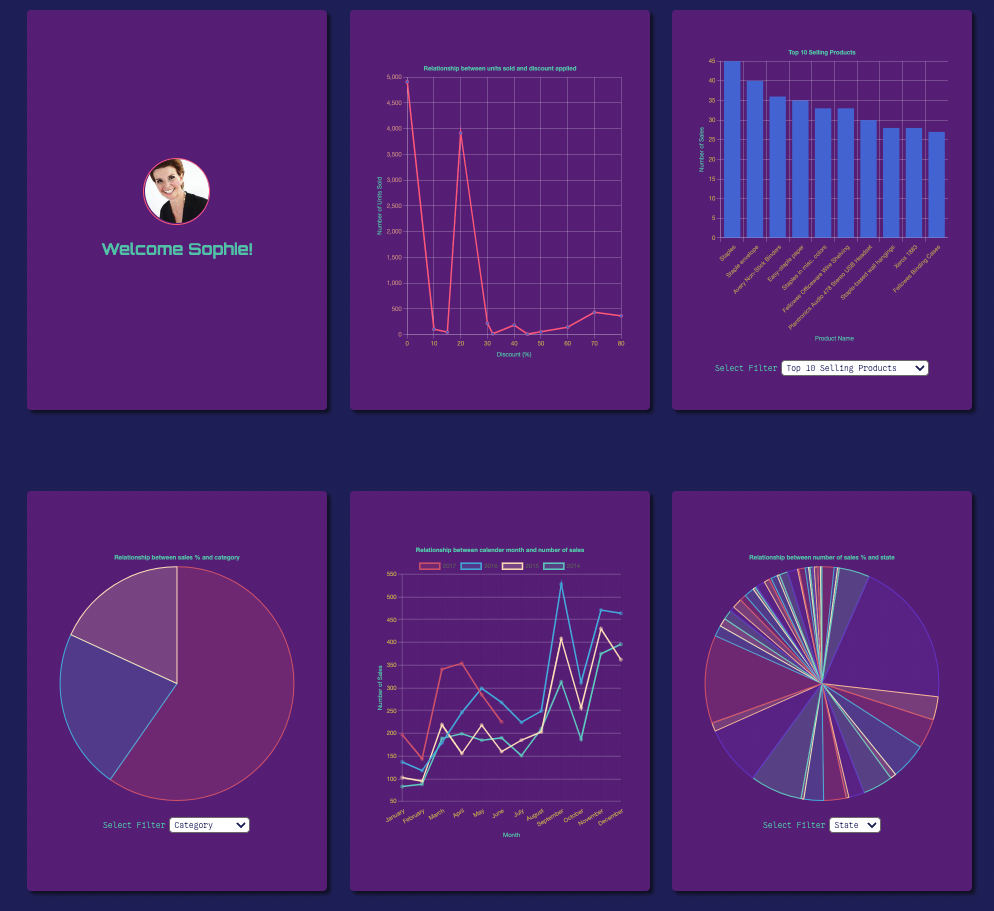 Welcome Sophie!
Relationship between units sold and discount applied
Number of Units Sold
5,000
4,500
4,000
3,500
3,000
2,500
2,000
1,500
1,000
500
0
0 10 20 30 40 50 60 70 80
Discount (%)
Top 10 Selling Products
Number of Sales
45
40
35
30
25
20
15
10
5
0
Staples
Staple envelope
Avery Non-Stick Binders
Easy-staple paper
Staples in misc. colors
Fellowes Officeware Wire Shelving
Plantronics Audio 478 Stereo USB Headset
Staple-based wall hangings
Xerox 1883
Fellowes Binding Cases
Product Name
Select Filter Top 10 Selling Products
Relationship between sales % and category
Select Filter Category
Relationship between calender month and number of sales
2017 2016 2015 2014
Number of Sales
550
500
450
400
350
300
250
200
150
100
50
January
February
March
April
May
June
July
August
September
October
November
December
Month
Relationship between number of sales % and state
Select Filter State